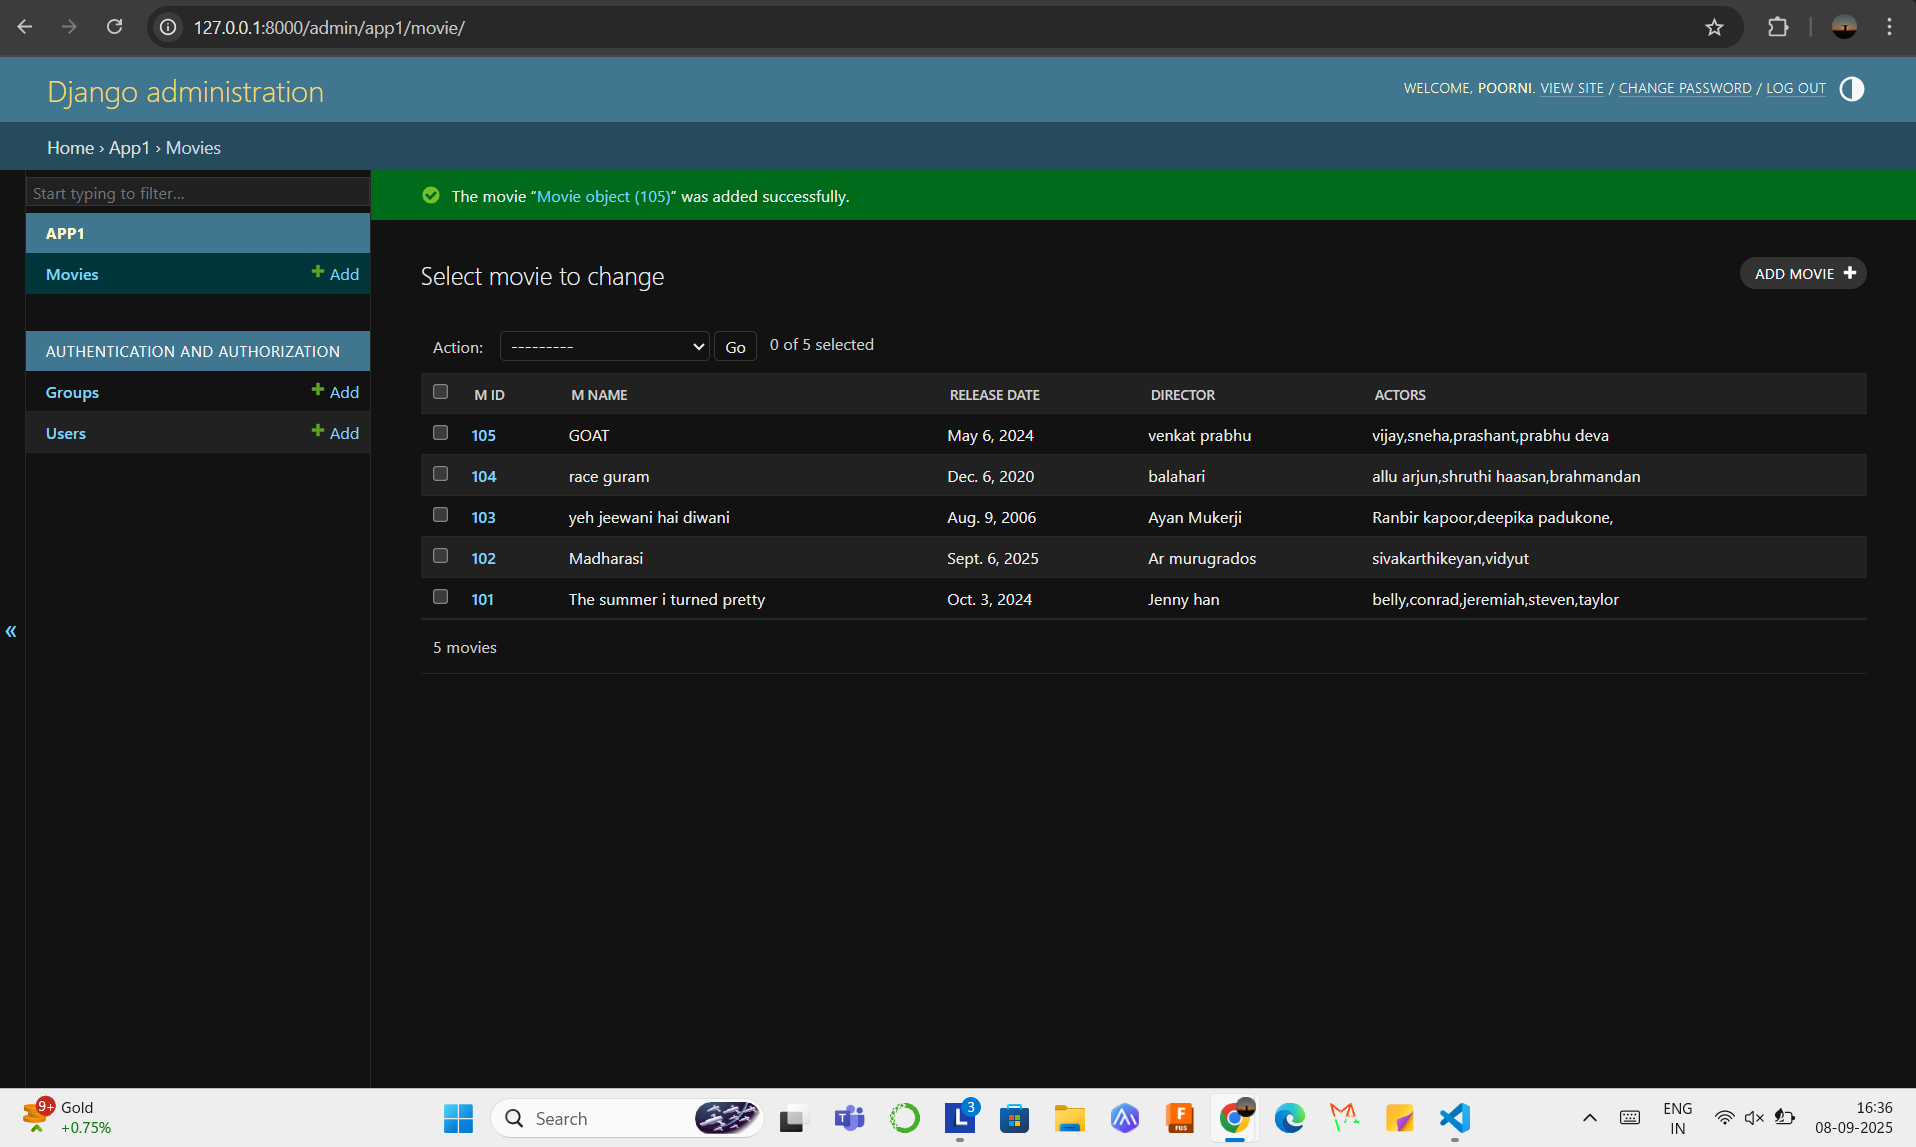 127.0.0.1:8000/admin/app1/movie/
Django administration
WELCOME, POORNI. VIEW SITE / CHANGE PASSWORD / LOG OUT
Home › App1 › Movies
Start typing to filter...
APP1
Movies
+ Add
AUTHENTICATION AND AUTHORIZATION
Groups
+ Add
Users
+ Add
«
The movie “Movie object (105)” was added successfully.
Select movie to change
ADD MOVIE +
Action: --------- Go 0 of 5 selected
M ID M NAME RELEASE DATE DIRECTOR ACTORS
105 GOAT May 6, 2024 venkat prabhu vijay,sneha,prashant,prabhu deva
104 race guram Dec. 6, 2020 balahari allu arjun,shruthi haasan,brahmandan
103 yeh jeewani hai diwani Aug. 9, 2006 Ayan Mukerji Ranbir kapoor,deepika padukone,
102 Madharasi Sept. 6, 2025 Ar murugrados sivakarthikeyan,vidyut
101 The summer i turned pretty Oct. 3, 2024 Jenny han belly,conrad,jeremiah,steven,taylor
5 movies
9+
Gold
+0.75%
Search
T
L
3
F
FUS
ENG
IN
16:36
08-09-2025